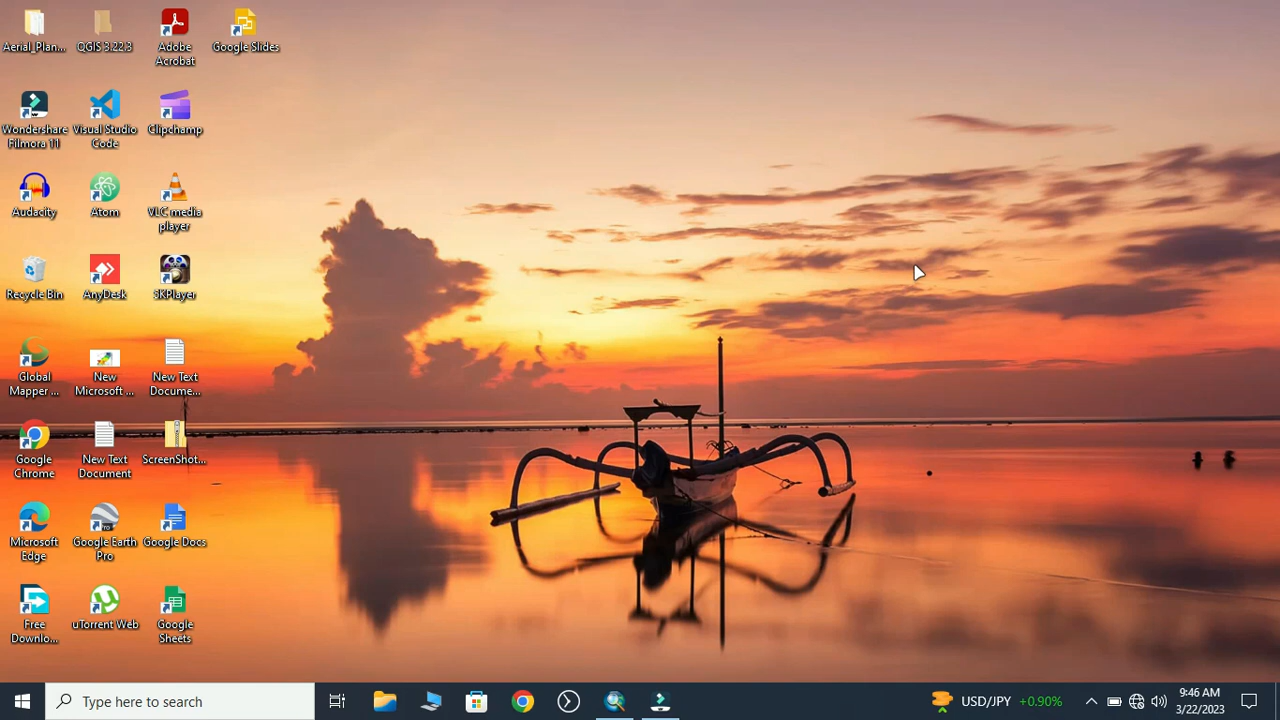 Aerial_Plan...
QGIS 3.22.3
Adobe
Acrobat
Google Slides
Wondershare
Filmora 11
Visual Studio
Code
Clipchamp
Audacity
Atom
VLC media
player
Recycle Bin
AnyDesk
SKPlayer
Global
Mapper ...
New
Microsoft ...
New Text
Docume...
Google
Chrome
New Text
Document
ScreenShot...
Microsoft
Edge
Google Earth
Pro
Google Docs
Free
Downlo...
uTorrent Web
Google
Sheets
Type here to search
USD/JPY +0.90%
9:46 AM
3/22/2023